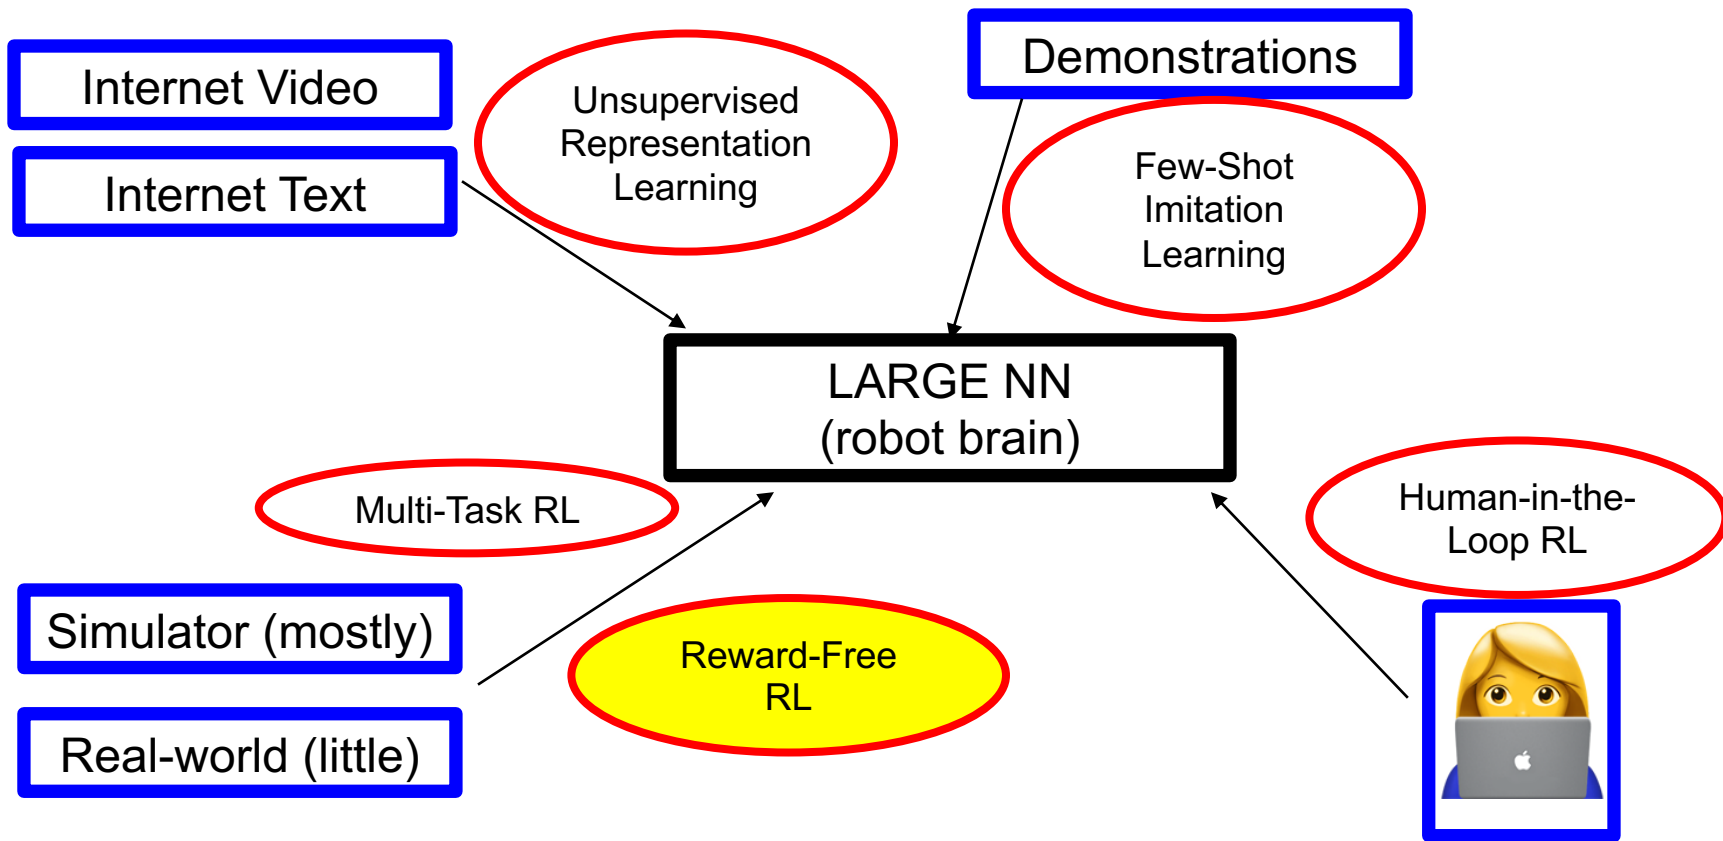 Internet Video
Internet Text
Unsupervised
Representation
Learning
Demonstrations
Few-Shot
Imitation
Learning
LARGE NN
(robot brain)
Multi-Task RL
Human-in-the-
Loop RL
Simulator (mostly)
Real-world (little)
Reward-Free
RL